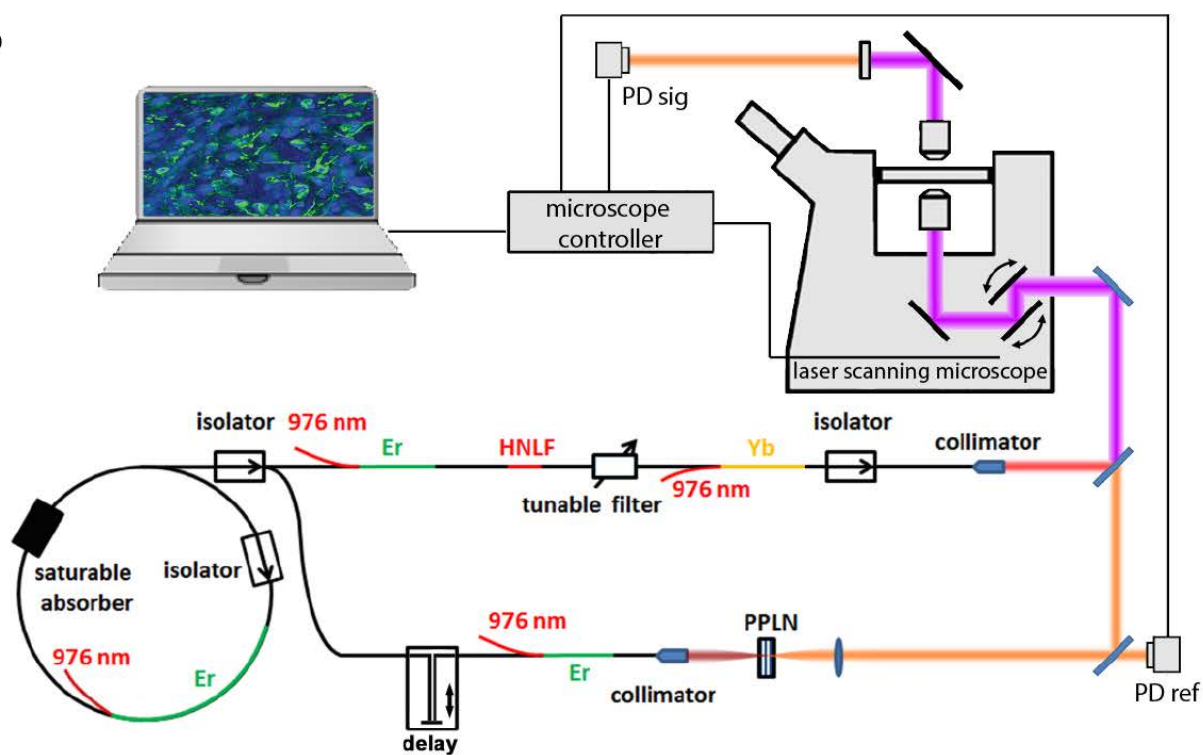 PD sig
microscope
controller
laser scanning microscope
isolator
976 nm
Er
HNLF
tunable filter
976 nm
Yb
isolator
collimator
saturable
absorber
isolator
976 nm
Er
delay
976 nm
Er
collimator
PPLN
PD ref